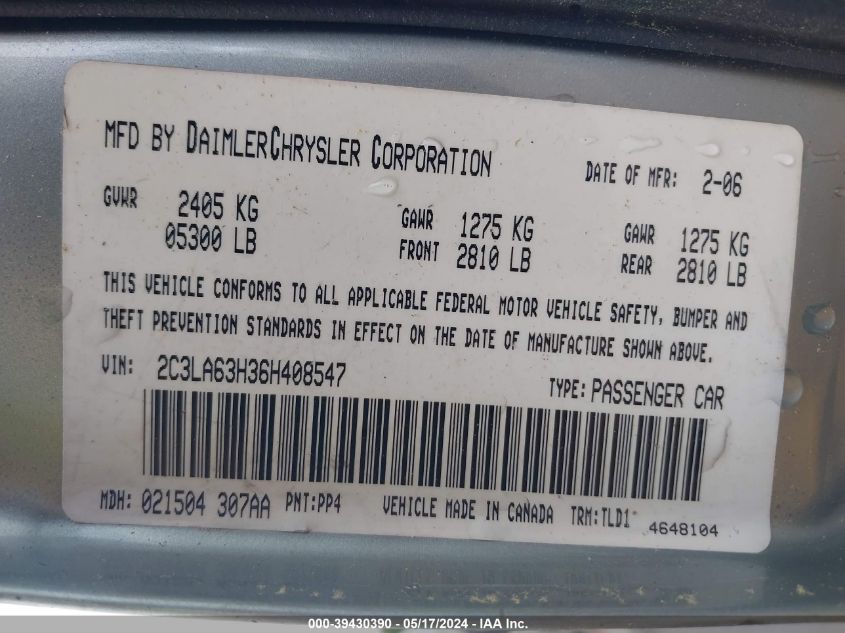 MFD BY DAIMLERCHRYSLER CORPORATION DATE OF MFR: 2-06
GVWR 2405 KG GAWR 1275 KG GAWR 1275 KG
05300 LB FRONT 2810 LB REAR 2810 LB
THIS VEHICLE CONFORMS TO ALL APPLICABLE FEDERAL MOTOR VEHICLE SAFETY, BUMPER AND
THEFT PREVENTION STANDARDS IN EFFECT ON THE DATE OF MANUFACTURE SHOWN ABOVE.
VIN: 2C3LA63H36H408547 TYPE: PASSENGER CAR
MDH: 021504 307AA PNT:PP4 VEHICLE MADE IN CANADA TRM:TLD1 4648104
000-39430390 - 05/17/2024 - IAA Inc.